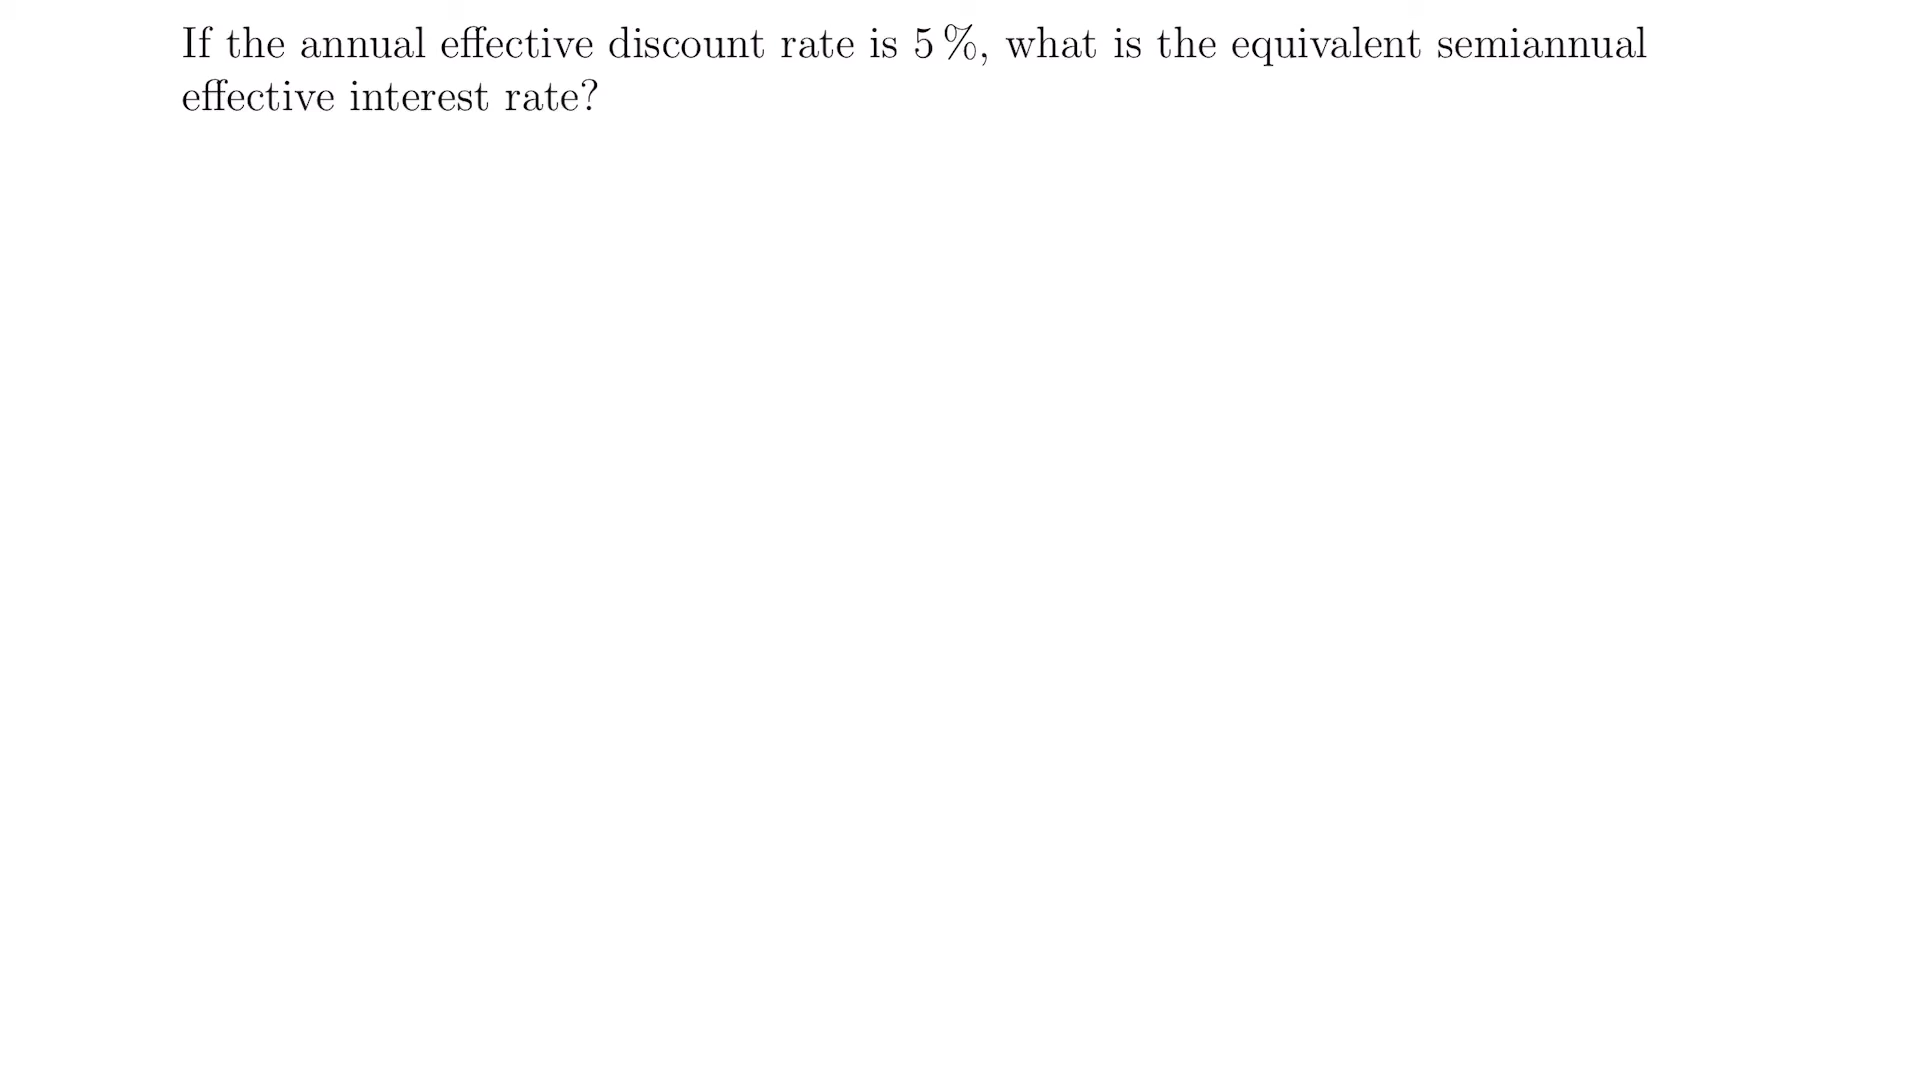 If the annual effective discount rate is 5 %, what is the equivalent semiannual
effective interest rate?